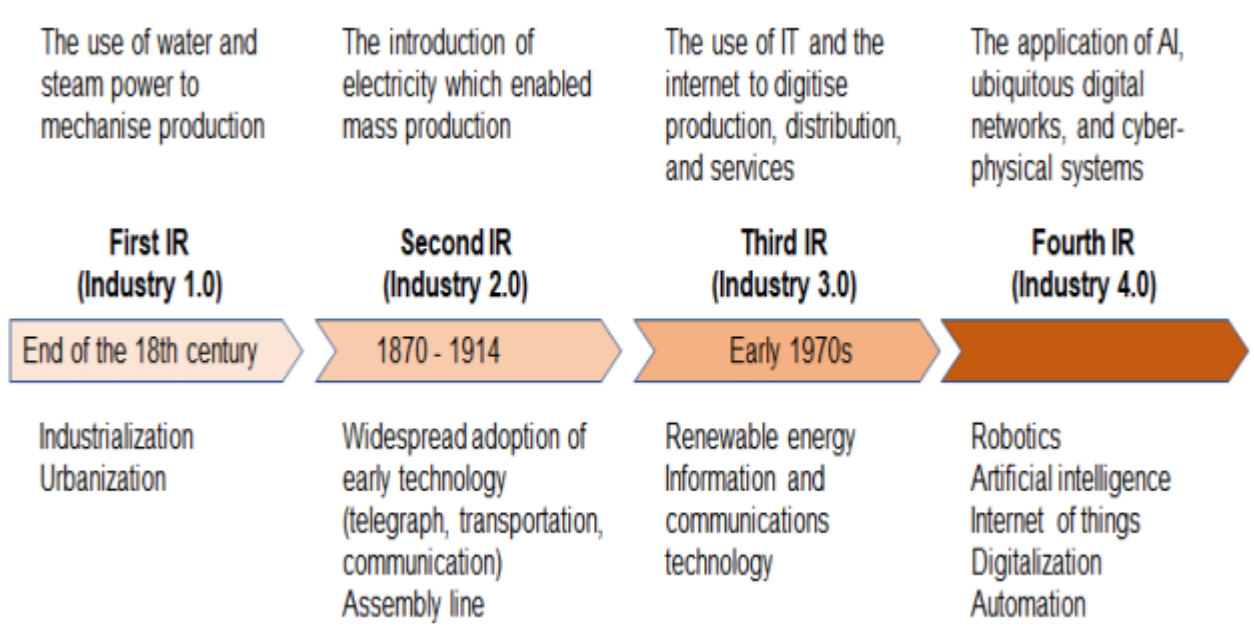 The use of water and
steam power to
mechanise production
The introduction of
electricity which enabled
mass production
The use of IT and the
internet to digitise
production, distribution,
and services
The application of AI,
ubiquitous digital
networks, and cyber-
physical systems
First IR
(Industry 1.0)
Second IR
(Industry 2.0)
Third IR
(Industry 3.0)
Fourth IR
(Industry 4.0)
End of the 18th century
1870 - 1914
Early 1970s
Industrialization
Urbanization
Widespread adoption of
early technology
(telegraph, transportation,
communication)
Assembly line
Renewable energy
Information and
communications
technology
Robotics
Artificial intelligence
Internet of things
Digitalization
Automation